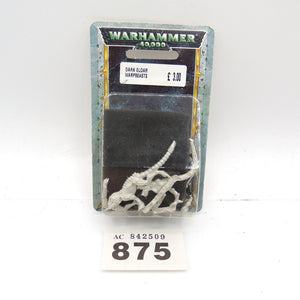 WARHAMMER
40,000
DARK ELDAR
WARPBEASTS
£ 3.00
AC 842509
875